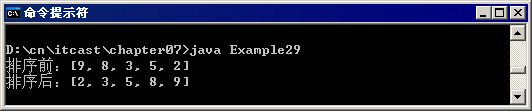 命令提示符
D:\cn\itcast\chapter07>java Example29
排序前: [9, 8, 3, 5, 2]
排序后: [2, 3, 5, 8, 9]